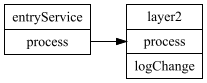 entryService
process
layer2
process
logChange